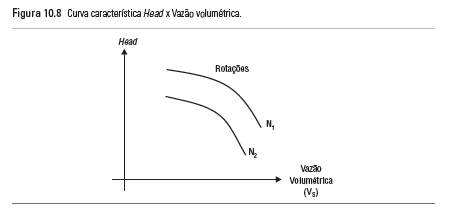 Figura 10.8 Curva característica Head x Vazão volumétrica.
Head
Rotações
N₁
N₂
Vazão
Volumétrica
(Vₛ)